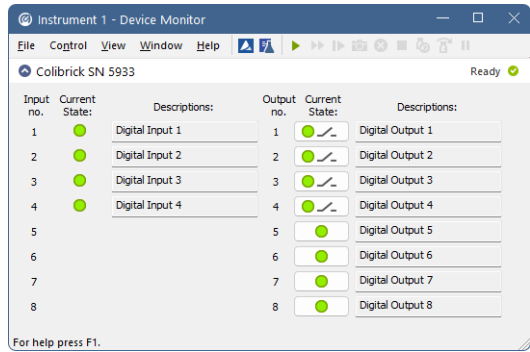 Instrument 1 - Device Monitor
File Control View Window Help
Colibrick SN 5933 Ready
Input no. Current State: Descriptions: Output no. Current State: Descriptions:
1 Digital Input 1 1 Digital Output 1
2 Digital Input 2 2 Digital Output 2
3 Digital Input 3 3 Digital Output 3
4 Digital Input 4 4 Digital Output 4
5 5 Digital Output 5
6 6 Digital Output 6
7 7 Digital Output 7
8 8 Digital Output 8
For help press F1.